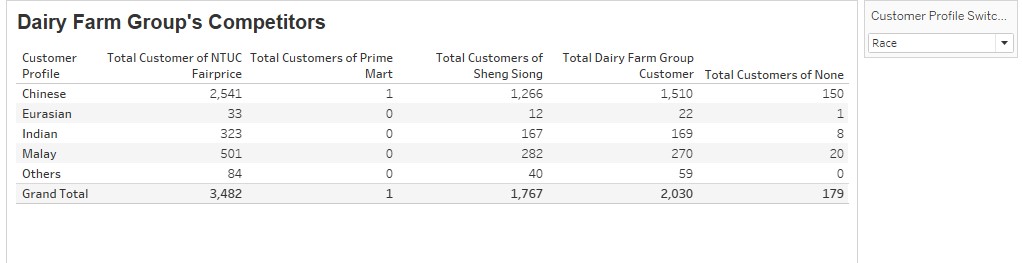 Dairy Farm Group's Competitors
Customer Profile Switc...
Race
Customer Profile Total Customer of NTUC Fairprice Total Customers of Prime Mart Total Customers of Sheng Siong Total Dairy Farm Group Customer Total Customers of None
Chinese 2,541 1 1,266 1,510 150
Eurasian 33 0 12 22 1
Indian 323 0 167 169 8
Malay 501 0 282 270 20
Others 84 0 40 59 0
Grand Total 3,482 1 1,767 2,030 179